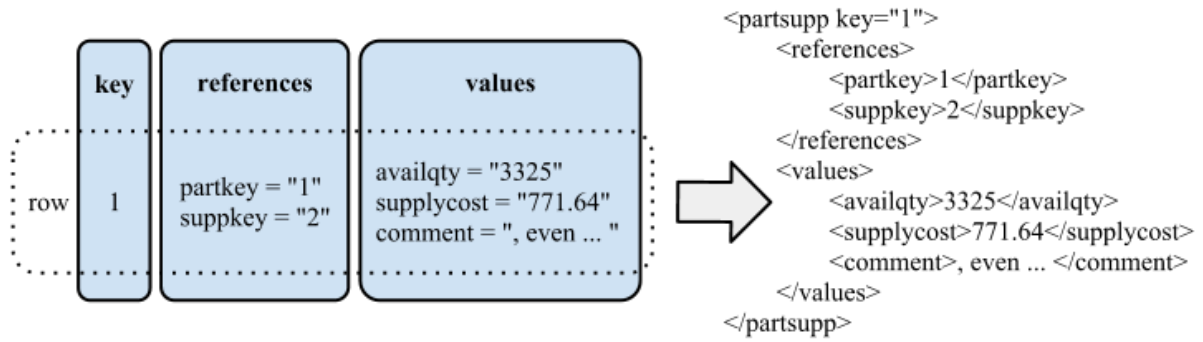 key
references
values
row
1
partkey = "1"
suppkey = "2"
availqty = "3325"
supplycost = "771.64"
comment = ", even ... "
<partsupp key="1">
<references>
<partkey>1</partkey>
<suppkey>2</suppkey>
</references>
<values>
<availqty>3325</availqty>
<supplycost>771.64</supplycost>
<comment>, even ... </comment>
</values>
</partsupp>